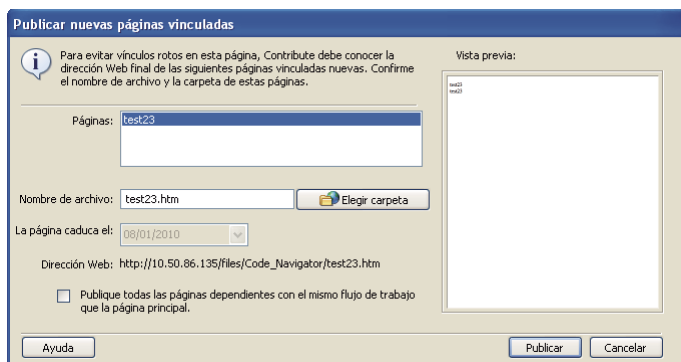 Publicar nuevas páginas vinculadas
Para evitar vínculos rotos en esta página, Contribute debe conocer la
dirección Web final de las siguientes páginas vinculadas nuevas. Confirme
el nombre de archivo y la carpeta de estas páginas.
Vista previa:
test23
test23
Páginas:
test23
Nombre de archivo:
test23.htm
Elegir carpeta
La página caduca el:
08/01/2010
Dirección Web:
http://10.50.86.135/files/Code_Navigator/test23.htm
Publique todas las páginas dependientes con el mismo flujo de trabajo
que la página principal.
Ayuda
Publicar
Cancelar